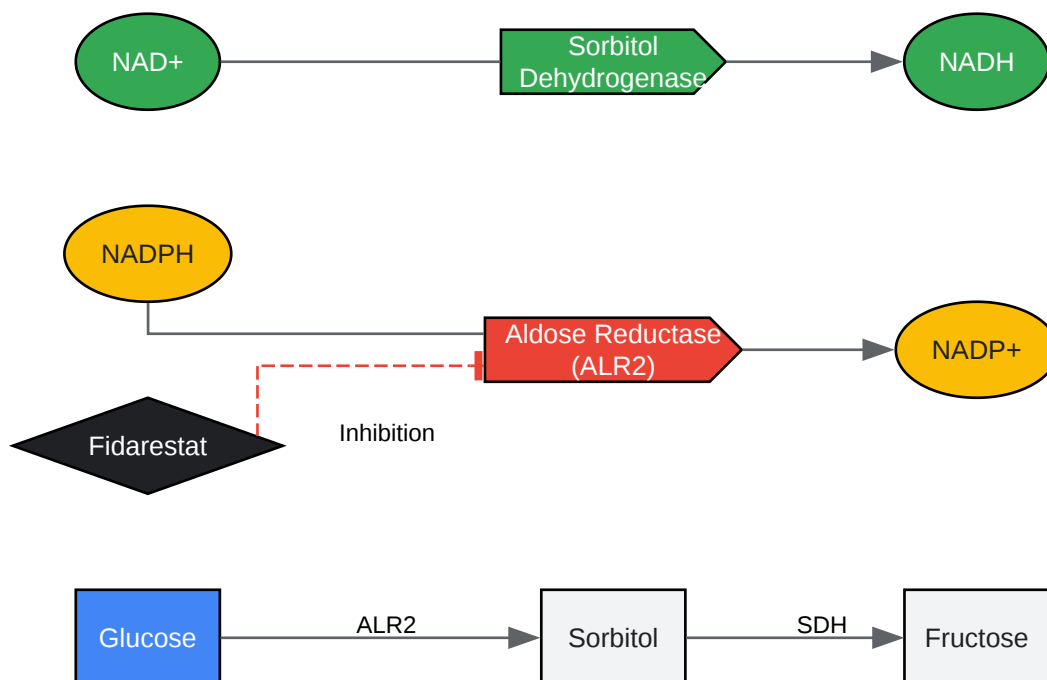 NAD+
Sorbitol
Dehydrogenase
NADH
NADPH
Aldose Reductase
(ALR2)
NADP+
Fidarestat
Inhibition
Glucose
ALR2
Sorbitol
SDH
Fructose